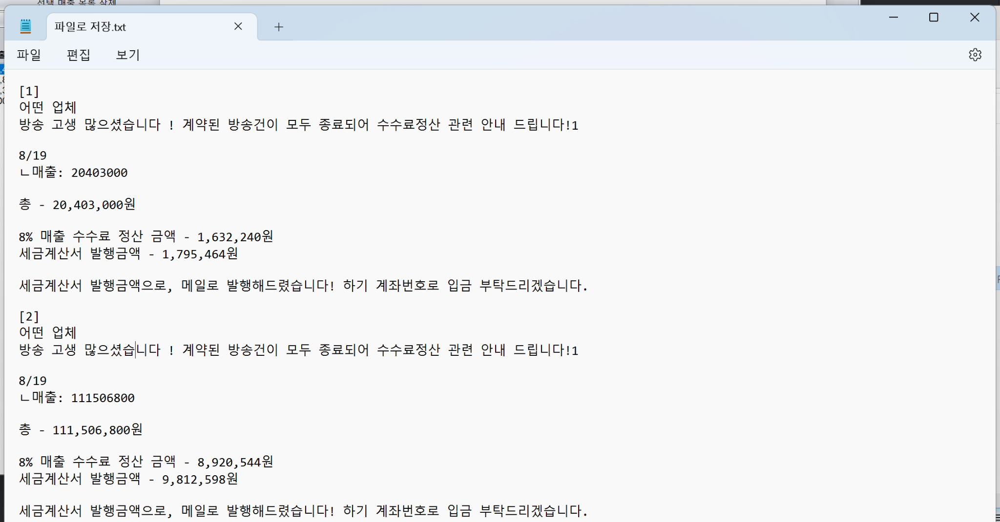 선택 매출 목록 삭제
파일로 저장.txt
파일 편집 보기
[1]
어떤 업체
방송 고생 많으셨습니다 ! 계약된 방송건이 모두 종료되어 수수료정산 관련 안내 드립니다!1
8/19
ㄴ매출: 20403000
총 - 20,403,000원
8% 매출 수수료 정산 금액 - 1,632,240원
세금계산서 발행금액 - 1,795,464원
세금계산서 발행금액으로, 메일로 발행해드렸습니다! 하기 계좌번호로 입금 부탁드리겠습니다.
[2]
어떤 업체
방송 고생 많으셨습니다 ! 계약된 방송건이 모두 종료되어 수수료정산 관련 안내 드립니다!1
8/19
ㄴ매출: 111506800
총 - 111,506,800원
8% 매출 수수료 정산 금액 - 8,920,544원
세금계산서 발행금액 - 9,812,598원
세금계산서 발행금액으로, 메일로 발행해드렸습니다! 하기 계좌번호로 입금 부탁드리겠습니다.